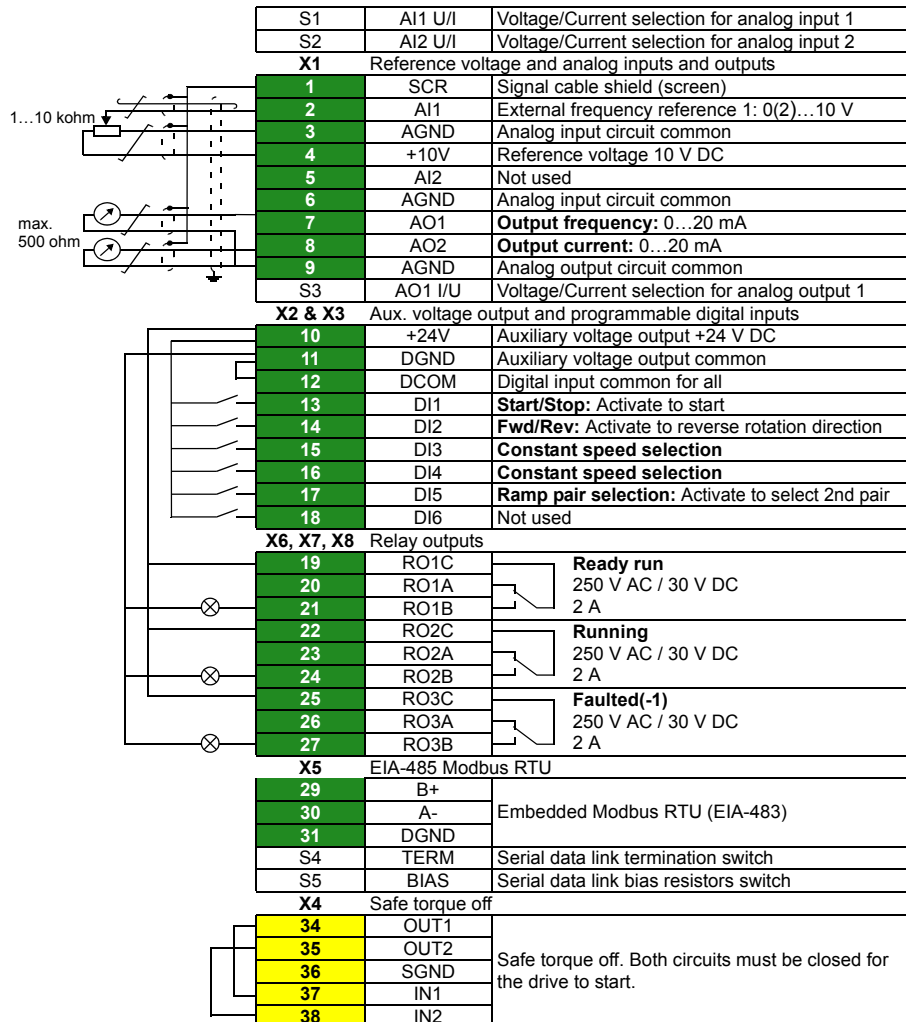 S1 AI1 U/I Voltage/Current selection for analog input 1
S2 AI2 U/I Voltage/Current selection for analog input 2
X1 Reference voltage and analog inputs and outputs
1 SCR Signal cable shield (screen)
1…10 kohm
2 AI1 External frequency reference 1: 0(2)…10 V
3 AGND Analog input circuit common
4 +10V Reference voltage 10 V DC
5 AI2 Not used
6 AGND Analog input circuit common
max.
500 ohm
7 AO1 Output frequency: 0…20 mA
8 AO2 Output current: 0…20 mA
9 AGND Analog output circuit common
S3 AO1 I/U Voltage/Current selection for analog output 1
X2 & X3 Aux. voltage output and programmable digital inputs
10 +24V Auxiliary voltage output +24 V DC
11 DGND Auxiliary voltage output common
12 DCOM Digital input common for all
13 DI1 Start/Stop: Activate to start
14 DI2 Fwd/Rev: Activate to reverse rotation direction
15 DI3 Constant speed selection
16 DI4 Constant speed selection
17 DI5 Ramp pair selection: Activate to select 2nd pair
18 DI6 Not used
X6, X7, X8 Relay outputs
19 RO1C Ready run
20 RO1A 250 V AC / 30 V DC
21 RO1B 2 A
22 RO2C Running
23 RO2A 250 V AC / 30 V DC
24 RO2B 2 A
25 RO3C Faulted(-1)
26 RO3A 250 V AC / 30 V DC
27 RO3B 2 A
X5 EIA-485 Modbus RTU
29 B+
30 A- Embedded Modbus RTU (EIA-483)
31 DGND
S4 TERM Serial data link termination switch
S5 BIAS Serial data link bias resistors switch
X4 Safe torque off
34 OUT1
35 OUT2
Safe torque off. Both circuits must be closed for
36 SGND
the drive to start.
37 IN1
38 IN2